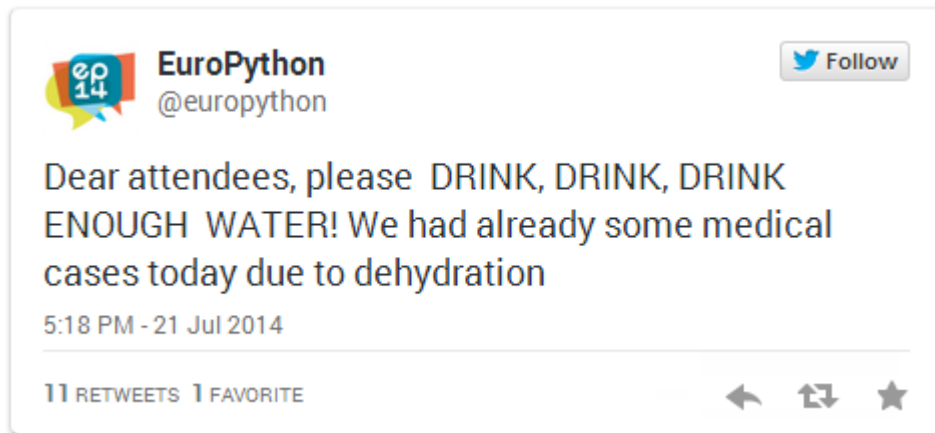 ep
14
EuroPython
@europython
Follow
Dear attendees, please  DRINK, DRINK, DRINK
ENOUGH  WATER! We had already some medical
cases today due to dehydration
5:18 PM - 21 Jul 2014
11 RETWEETS 1 FAVORITE